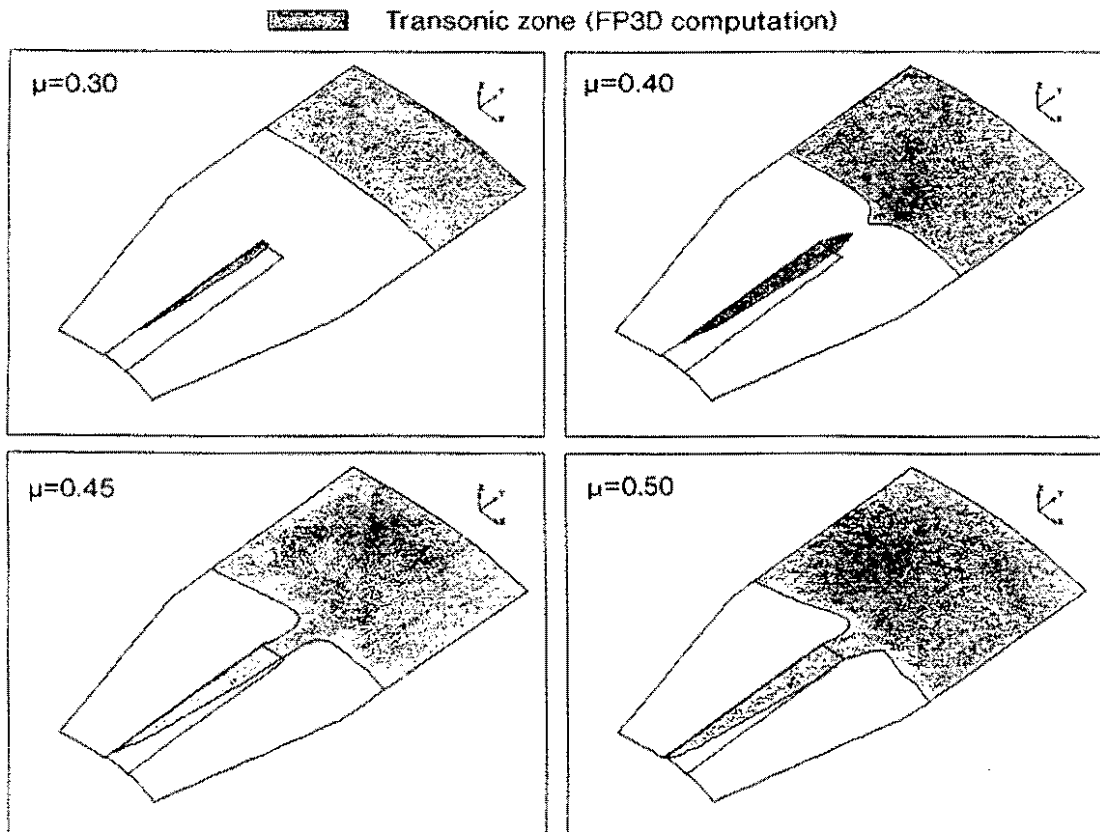 Transonic zone (FP3D computation)
μ=0.30
μ=0.40
μ=0.45
μ=0.50